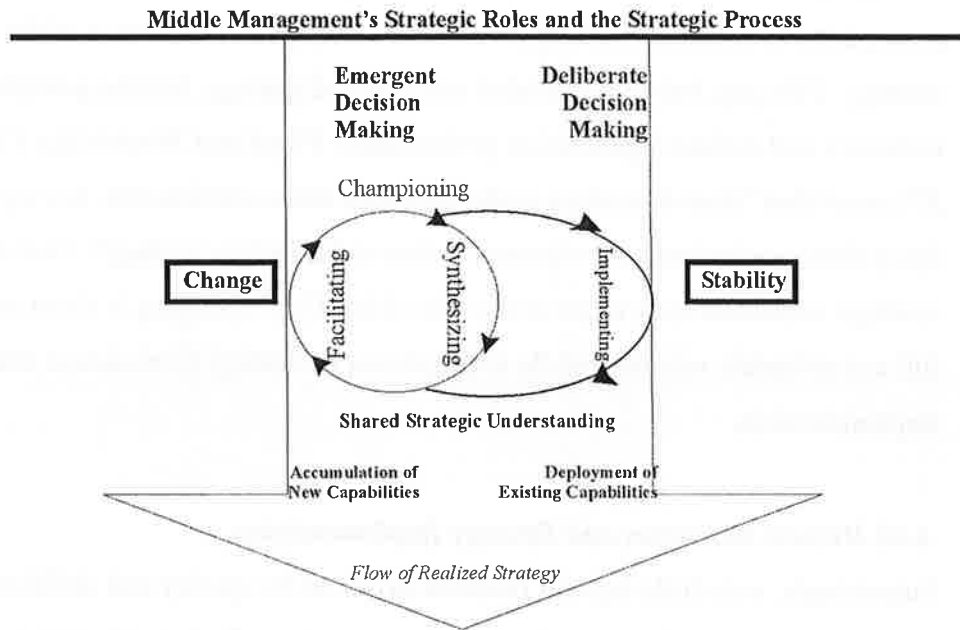 Middle Management's Strategic Roles and the Strategic Process
Emergent
Decision
Making
Deliberate
Decision
Making
Championing
Change
Facilitating
Synthesizing
Implementing
Stability
Shared Strategic Understanding
Accumulation of
New Capabilities
Deployment of
Existing Capabilities
Flow of Realized Strategy